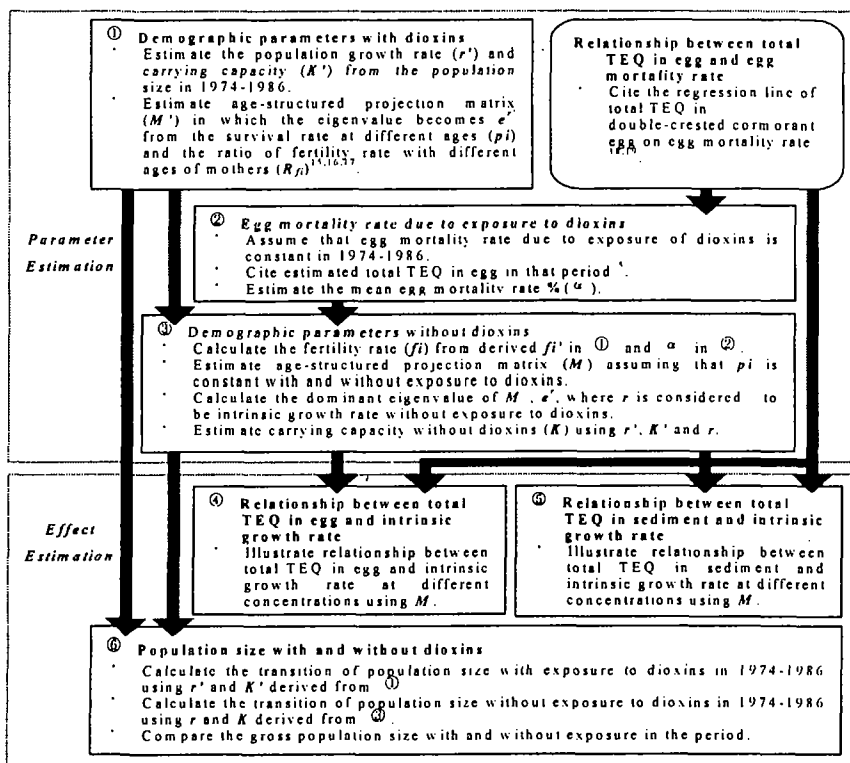 ① Demographic parameters with dioxins
· Estimate the population growth rate (r') and
carrying capacity (K') from the population
size in 1974-1986.
· Estimate age-structured projection matrix
(M') in which the eigenvalue becomes e^r'
from the survival rate at different ages (pi)
and the ratio of fertility rate with different
ages of mothers (Rfi)
Relationship between total
TEQ in egg and egg
mortality rate
· Cite the regression line of
total TEQ in
double-crested cormorant
egg on egg mortality rate
Parameter
Estimation
② Egg mortality rate due to exposure to dioxins
· Assume that egg mortality rate due to exposure of dioxins is
constant in 1974-1986.
· Cite estimated total TEQ in egg in that period
· Estimate the mean egg mortality rate % (α).
③ Demographic parameters without dioxins
· Calculate the fertility rate (fi) from derived fi' in ① and α in ②.
· Estimate age-structured projection matrix (M) assuming that pi is
constant with and without exposure to dioxins.
· Calculate the dominant eigenvalue of M, e^r, where r is considered to
be intrinsic growth rate without exposure to dioxins.
· Estimate carrying capacity without dioxins (K) using r', K' and r.
Effect
Estimation
④ Relationship between total
TEQ in egg and intrinsic
growth rate
· Illustrate relationship between
total TEQ in egg and intrinsic
growth rate at different
concentrations using M.
⑤ Relationship between total
TEQ in sediment and intrinsic
growth rate
· Illustrate relationship between
total TEQ in sediment and
intrinsic growth rate at different
concentrations using M.
⑥ Population size with and without dioxins
· Calculate the transition of population size with exposure to dioxins in 1974-1986
using r' and K' derived from ①
· Calculate the transition of population size without exposure to dioxins in 1974-1986
using r and K derived from ③.
· Compare the gross population size with and without exposure in the period.